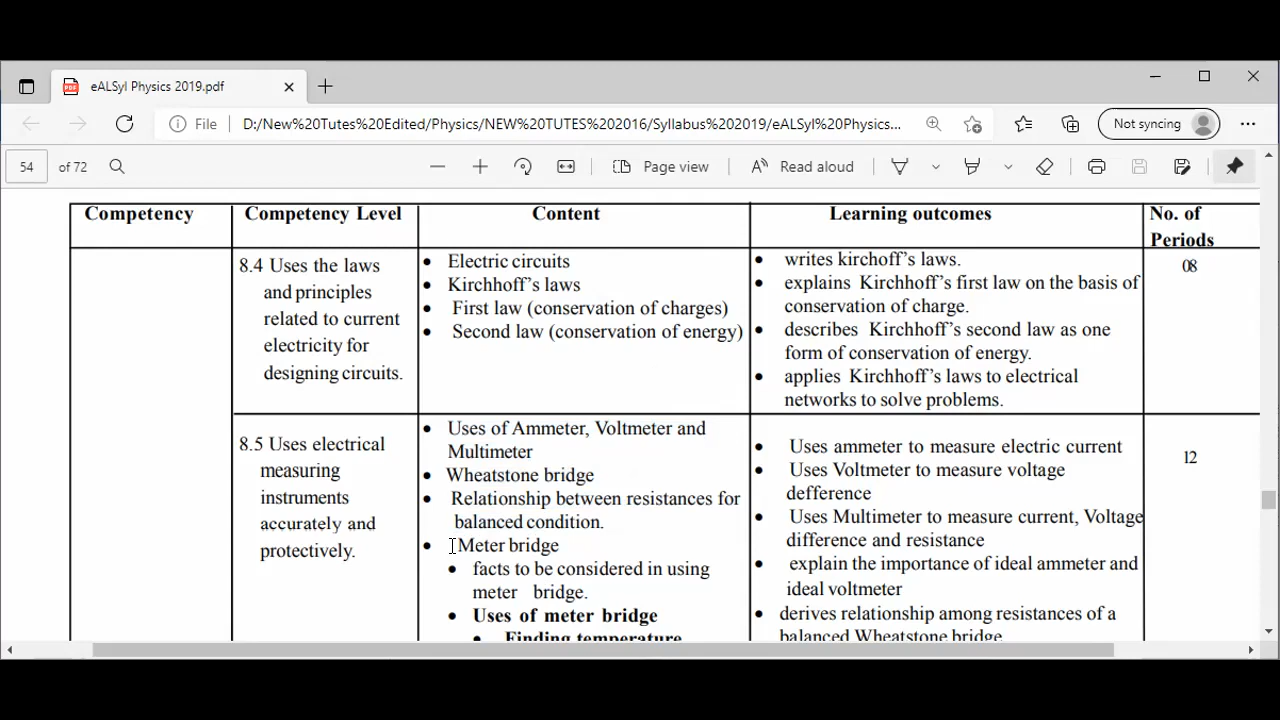 eALSyl Physics 2019.pdf
File
D:/New%20Tutes%20Edited/Physics/NEW%20TUTES%202016/Syllabus%202019/eALSyl%20Physics...
Not syncing
54 of 72
Page view
Read aloud
Competency
Competency Level
Content
Learning outcomes
No. of
Periods
8.4 Uses the laws
and principles
related to current
electricity for
designing circuits.
• Electric circuits
• Kirchhoff's laws
• First law (conservation of charges)
• Second law (conservation of energy)
• writes kirchoff's laws.
• explains Kirchhoff's first law on the basis of
conservation of charge.
• describes Kirchhoff's second law as one
form of conservation of energy.
• applies Kirchhoff's laws to electrical
networks to solve problems.
08
8.5 Uses electrical
measuring
instruments
accurately and
protectively.
• Uses of Ammeter, Voltmeter and
Multimeter
• Wheatstone bridge
• Relationship between resistances for
balanced condition.
• Meter bridge
• facts to be considered in using
meter bridge.
• Uses of meter bridge
• Finding temperature
• Uses ammeter to measure electric current
• Uses Voltmeter to measure voltage
defference
• Uses Multimeter to measure current, Voltage
difference and resistance
• explain the importance of ideal ammeter and
ideal voltmeter
• derives relationship among resistances of a
balanced Wheatstone bridge
12